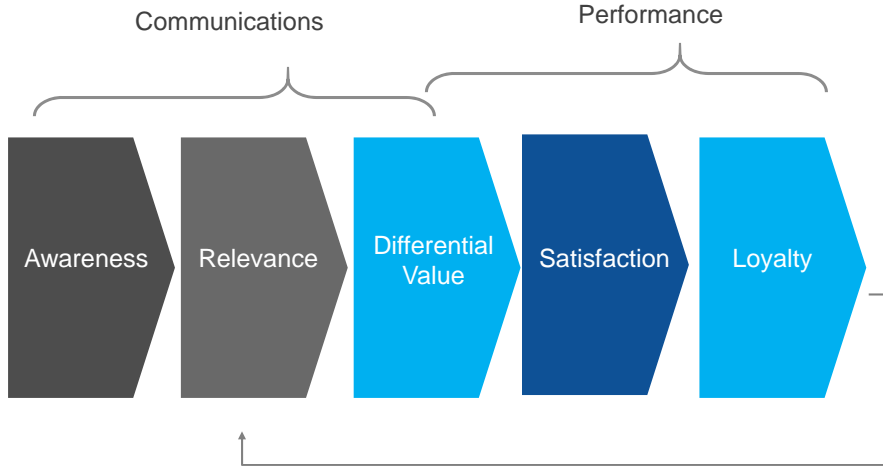 Communications
Performance
Awareness
Relevance
Differential
Value
Satisfaction
Loyalty